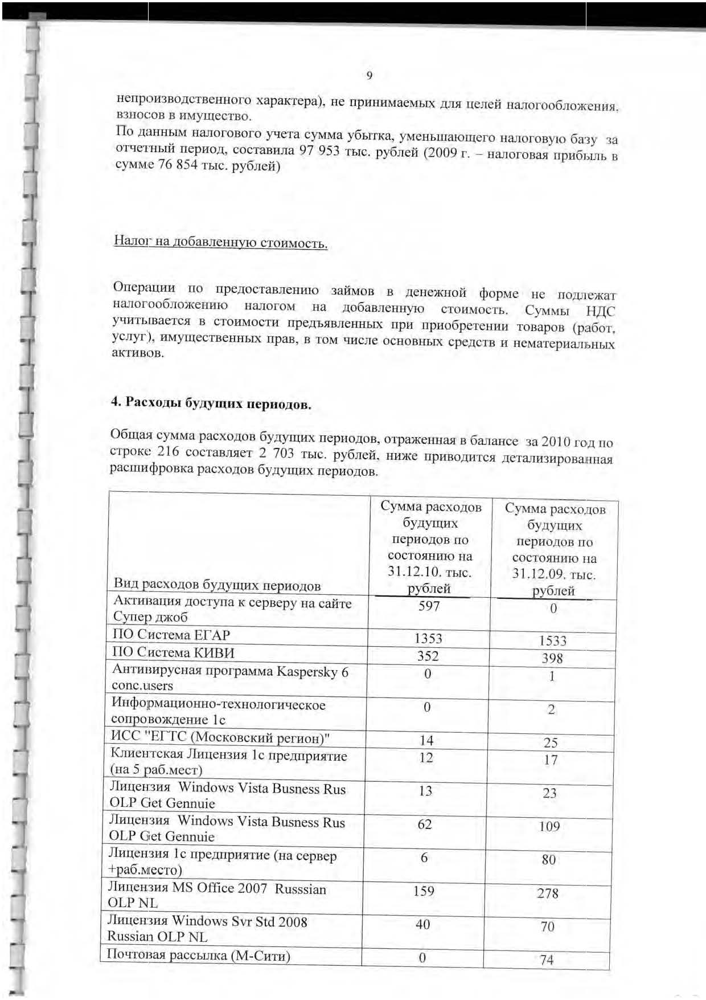 9
непроизводственного характера), не принимаемых для целей налогообложения,
взносов в имущество.
По данным налогового учета сумма убытка, уменьшающего налоговую базу за
отчетный период, составила 97 953 тыс. рублей (2009 г. – налоговая прибыль в
сумме 76 854 тыс. рублей)
Налог на добавленную стоимость.
Операции по предоставлению займов в денежной форме не подлежат
налогообложению налогом на добавленную стоимость. Суммы НДС
учитывается в стоимости предъявленных при приобретении товаров (работ,
услуг), имущественных прав, в том числе основных средств и нематериальных
активов.
4. Расходы будущих периодов.
Общая сумма расходов будущих периодов, отраженная в балансе за 2010 год по
строке 216 составляет 2 703 тыс. рублей, ниже приводится детализированная
расшифровка расходов будущих периодов.
Вид расходов будущих периодов
Сумма расходов
будущих
периодов по
состоянию на
31.12.10. тыс.
рублей
Сумма расходов
будущих
периодов по
состоянию на
31.12.09. тыс.
рублей
Активация доступа к серверу на сайте 597 0
Супер джоб
ПО Система ЕГАР 1353 1533
ПО Система КИВИ 352 398
Антивирусная программа Kaspersky 6 0 1
conc.users
Информационно-технологическое 0 2
сопровождение 1с
ИСС "ЕГТС (Московский регион)" 14 25
Клиентская Лицензия 1с предприятие 12 17
(на 5 раб.мест)
Лицензия Windows Vista Busness Rus 13 23
OLP Get Gennuie
Лицензия Windows Vista Busness Rus 62 109
OLP Get Gennuie
Лицензия 1с предприятие (на сервер 6 80
+раб.место)
Лицензия MS Office 2007 Russsian 159 278
OLP NL
Лицензия Windows Svr Std 2008 40 70
Russian OLP NL
Почтовая рассылка (М-Сити) 0 74